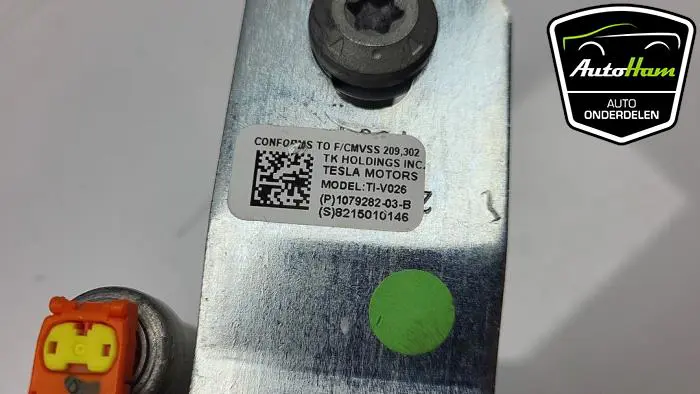 AutoHam
AUTO
ONDERDELEN
CONFORMS TO F/CMVSS 209,302
TK HOLDINGS INC.
TESLA MOTORS
MODEL:TI-V026
(P)1079282-03-B
(S)8215010146